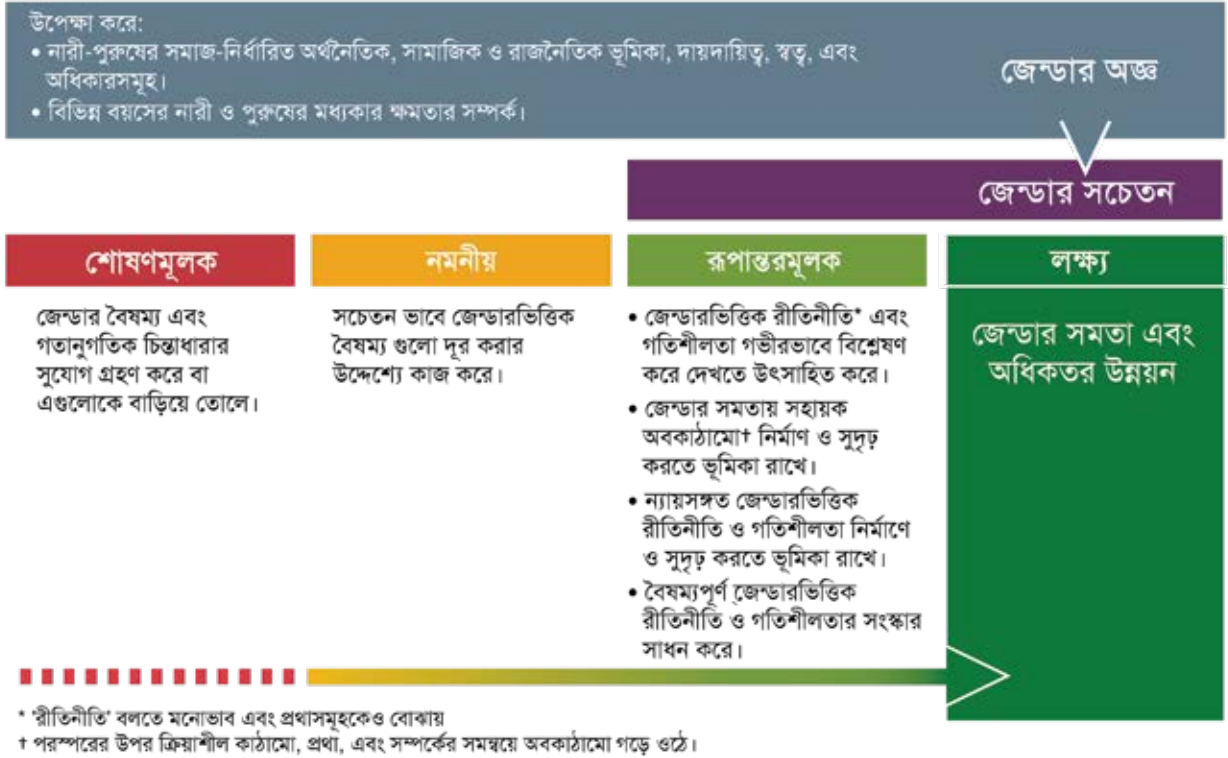 উপেক্ষা করে:
• নারী-পুরুষের সমাজ-নির্ধারিত অর্থনৈতিক, সামাজিক ও রাজনৈতিক ভূমিকা, দায়দায়িত্ব, স্বত্ব, এবং
অধিকারসমূহ।
• বিভিন্ন বয়সের নারী ও পুরুষের মধ্যকার ক্ষমতার সম্পর্ক।
জেন্ডার অজ্ঞ
জেন্ডার সচেতন
শোষণমূলক
জেন্ডার বৈষম্য এবং
গতানুগতিক চিন্তাধারার
সুযোগ গ্রহণ করে বা
এগুলোকে বাড়িয়ে তোলে।
নমনীয়
সচেতন ভাবে জেন্ডারভিত্তিক
বৈষম্য গুলো দূর করার
উদ্দেশ্যে কাজ করে।
রূপান্তরমূলক
• জেন্ডারভিত্তিক রীতিনীতি* এবং
গতিশীলতা গভীরভাবে বিশ্লেষণ
করে দেখতে উৎসাহিত করে।
• জেন্ডার সমতায় সহায়ক
অবকাঠামো† নির্মাণ ও সুদৃঢ়
করতে ভূমিকা রাখে।
• ন্যায়সঙ্গত জেন্ডারভিত্তিক
রীতিনীতি ও গতিশীলতা নির্মাণে
ও সুদৃঢ় করতে ভূমিকা রাখে।
• বৈষম্যপূর্ণ জেন্ডারভিত্তিক
রীতিনীতি ও গতিশীলতার সংস্কার
সাধন করে।
লক্ষ্য
জেন্ডার সমতা এবং
অধিকতর উন্নয়ন
* 'রীতিনীতি' বলতে মনোভাব এবং প্রথাসমূহকেও বোঝায়
† পরস্পরের উপর ক্রিয়াশীল কাঠামো, প্রথা, এবং সম্পর্কের সমন্বয়ে অবকাঠামো গড়ে ওঠে।